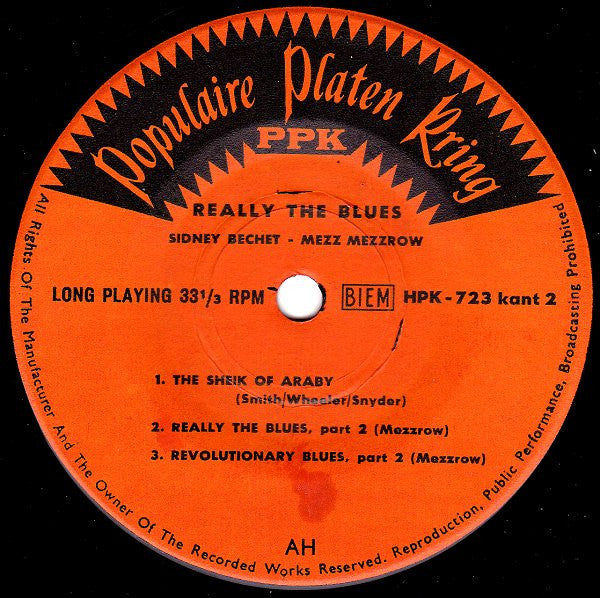 Populaire Platen Kring
PPK
REALLY THE BLUES
SIDNEY BECHET - MEZZ MEZZROW
LONG PLAYING 33 1/3 RPM BIEM HPK - 723 kant 2
1. THE SHEIK OF ARABY
(Smith/Wheeler/Snyder)
2. REALLY THE BLUES, part 2 (Mezzrow)
3. REVOLUTIONARY BLUES, part 2 (Mezzrow)
AH
All Rights Of The Manufacturer And The Owner Of The Recorded Works Reserved. Reproduction, Public Performance, Broadcasting Prohibited